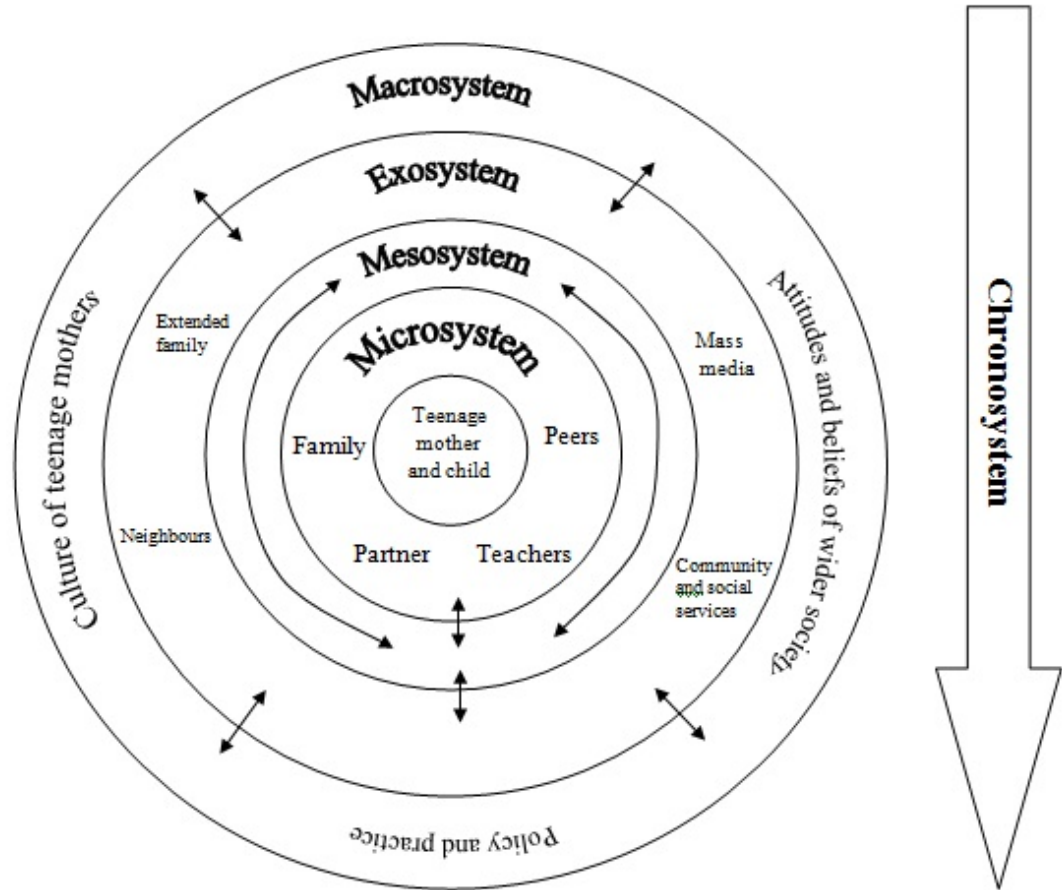 Macrosystem
Exosystem
Mesosystem
Microsystem
Teenage
mother
and child
Family
Peers
Partner
Teachers
Extended
family
Mass
media
Neighbours
Community
and social
services
Culture of teenage mothers
Attitudes and beliefs of wider society
Policy and practice
Chronosystem